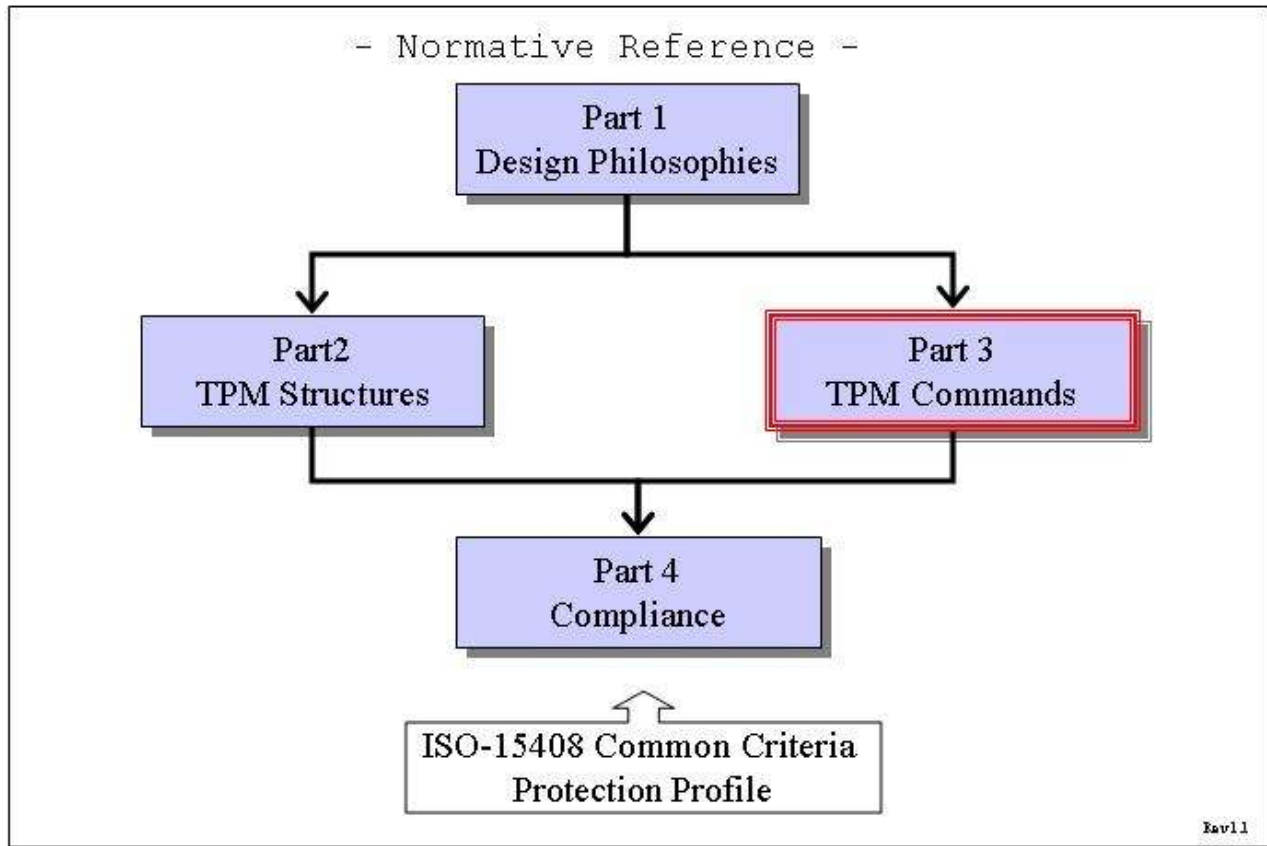 - Normative Reference -
Part 1
Design Philosophies
Part2
TPM Structures
Part 3
TPM Commands
Part 4
Compliance
ISO-15408 Common Criteria
Protection Profile